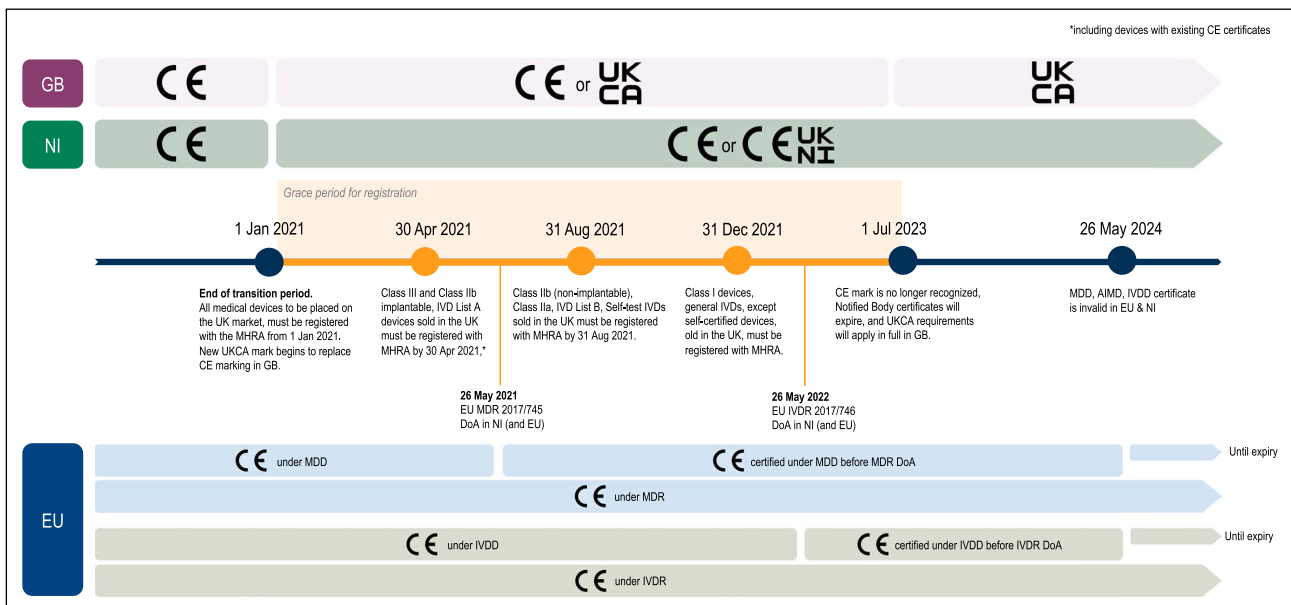 *including devices with existing CE certificates
GB
CE
CE or UK CA
UK CA
NI
CE
CE or CE UK NI
Grace period for registration
1 Jan 2021
30 Apr 2021
31 Aug 2021
31 Dec 2021
1 Jul 2023
26 May 2024
End of transition period.
All medical devices to be placed on
the UK market, must be registered
with the MHRA from 1 Jan 2021.
New UKCA mark begins to replace
CE marking in GB.
Class III and Class IIb
implantable, IVD List A
devices sold in the UK
must be registered with
MHRA by 30 Apr 2021,*
Class IIb (non-implantable),
Class IIa, IVD List B, Self-test IVDs
sold in the UK must be registered
with MHRA by 31 Aug 2021.
Class I devices,
general IVDs, except
self-certified devices,
old in the UK, must be
registered with MHRA.
CE mark is no longer recognized,
Notified Body certificates will
expire, and UKCA requirements
will apply in full in GB.
MDD, AIMD, IVDD certificate
is invalid in EU & NI
26 May 2021
EU MDR 2017/745
DoA in NI (and EU)
26 May 2022
EU IVDR 2017/746
DoA in NI (and EU)
EU
CE under MDD
CE certified under MDD before MDR DoA
Until expiry
CE under MDR
CE under IVDD
CE certified under IVDD before IVDR DoA
Until expiry
CE under IVDR